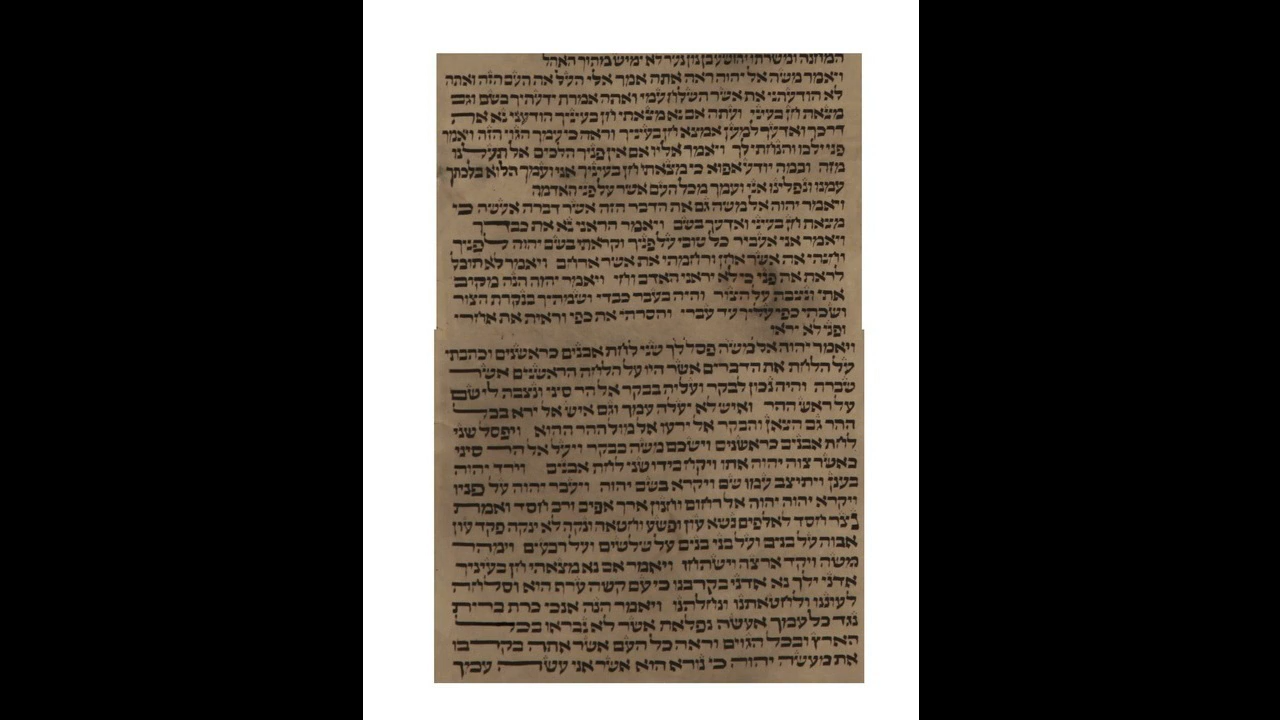 המחנה ומשרתו יהושע בן נון נער לא ימיש מתוך האהל
ויאמר משה אל יהוה ראה אתה אמר אלי העל את העם הזה ואתה
לא הודעתני את אשר תשלח עמי ואתה אמרת ידעתיך בשם וגם
מצאת חן בעיני ועתה אם נא מצאתי חן בעיניך הודעני נא את
דרכך ואדעך למען אמצא חן בעיניך וראה כי עמך הגוי הזה ויאמר
פני ילכו והנחתי לך ויאמר אליו אם אין פניך הלכים אל תעלנו
מזה ובמה יודע אפוא כי מצאתי חן בעיניך אני ועמך הלוא בלכתך
עמנו ונפלינו אני ועמך מכל העם אשר על פני האדמה
ויאמר יהוה אל משה גם את הדבר הזה אשר דברת אעשה כי
מצאת חן בעיני ואדעך בשם ויאמר הראני נא את כבדך
ויאמר אני אעביר כל טובי על פניך וקראתי בשם יהוה לפניך
וחנתי את אשר אחן ורחמתי את אשר ארחם ויאמר לא תוכל
לראת את פני כי לא יראני האדם וחי ויאמר יהוה הנה מקום
אתי ונצבת על הצור והיה בעבר כבדי ושמתיך בנקרת הצור
ושכתי כפי עליך עד עברי והסרתי את כפי וראית את אחרי
ופני לא יראו
ויאמר יהוה אל משה פסל לך שני לוחת אבנים כראשנים וכתבתי
על הלחת את הדברים אשר היו על הלחת הראשנים אשר
שברת והיה נכון לבקר ועלית בבקר אל הר סיני ונצבת לי שם
על ראש ההר ואיש לא יעלה עמך וגם איש אל ירא בכל
ההר גם הצאן והבקר אל ירעו אל מול ההר ההוא ויפסל שני
לחת אבנים כראשנים וישכם משה בבקר ויעל אל הר סיני
כאשר צוה יהוה אתו ויקח בידו שני לחת אבנים וירד יהוה
בענן ויתיצב עמו שם ויקרא בשם יהוה ויעבר יהוה על פניו
ויקרא יהוה יהוה אל רחום וחנון ארך אפים ורב חסד ואמת
נצר חסד לאלפים נשא עון ופשע וחטאה ונקה לא ינקה פקד עון
אבות על בנים ועל בני בנים על שלשים ועל רבעים וימהר
משה ויקד ארצה וישתחו ויאמר אם נא מצאתי חן בעיניך
אדני ילך נא אדני בקרבנו כי עם קשה ערף הוא וסלחת
לעוננו ולחטאתנו ונחלתנו ויאמר הנה אנכי כרת ברית
נגד כל עמך אעשה נפלאת אשר לא נבראו בכל
הארץ ובכל הגוים וראה כל העם אשר אתה בקרבו
את מעשה יהוה כי נורא הוא אשר אני עשה עמך